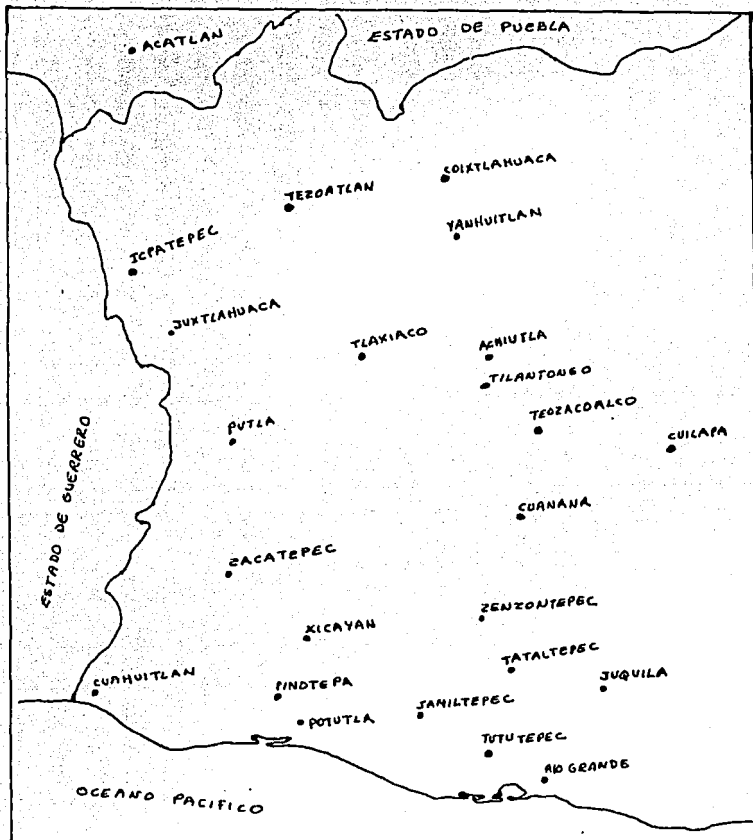 ESTADO DE PUEBLA
ACATLAN
COIXTLAHUACA
TEZOATLAN
YANHUITLAN
ICPATEPEC
JUXTLAHUACA
TLAXIACO
ACHIUTLA
TILANTONGO
TEOZACOALCO
PUTLA
CUILAPA
ESTADO DE GUERRERO
CUANANA
ZACATEPEC
ZENZONTEPEC
XICAYAN
TATALTEPEC
CUAHUITLAN
PINOTEPA
JUQUILA
JAMILTEPEC
POTUTLA
TUTUTEPEC
RIO GRANDE
OCEANO PACIFICO